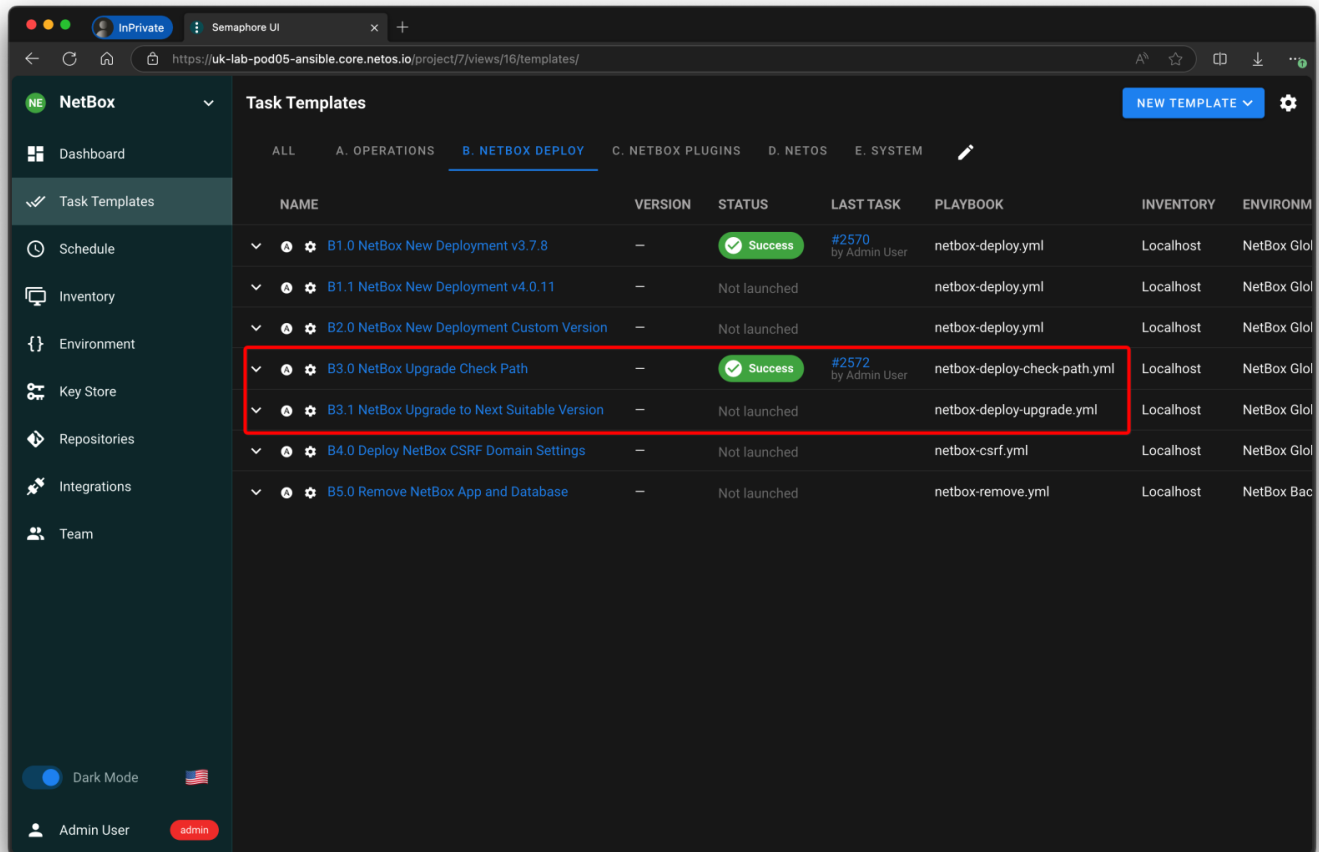 InPrivate
Semaphore UI
https://uk-lab-pod05-ansible.core.netos.io/project/7/views/16/templates/
NE NetBox
Dashboard
Task Templates
Schedule
Inventory
Environment
Key Store
Repositories
Integrations
Team
Dark Mode
Admin User admin
Task Templates
NEW TEMPLATE
ALL A. OPERATIONS B. NETBOX DEPLOY C. NETBOX PLUGINS D. NETOS E. SYSTEM
NAME VERSION STATUS LAST TASK PLAYBOOK INVENTORY ENVIRONM
A B1.0 NetBox New Deployment v3.7.8 — Success #2570 by Admin User netbox-deploy.yml Localhost NetBox Glol
A B1.1 NetBox New Deployment v4.0.11 — Not launched netbox-deploy.yml Localhost NetBox Glol
A B2.0 NetBox New Deployment Custom Version — Not launched netbox-deploy.yml Localhost NetBox Glol
A B3.0 NetBox Upgrade Check Path — Success #2572 by Admin User netbox-deploy-check-path.yml Localhost NetBox Glol
A B3.1 NetBox Upgrade to Next Suitable Version — Not launched netbox-deploy-upgrade.yml Localhost NetBox Glol
A B4.0 Deploy NetBox CSRF Domain Settings — Not launched netbox-csrf.yml Localhost NetBox Glol
A B5.0 Remove NetBox App and Database — Not launched netbox-remove.yml Localhost NetBox Bac